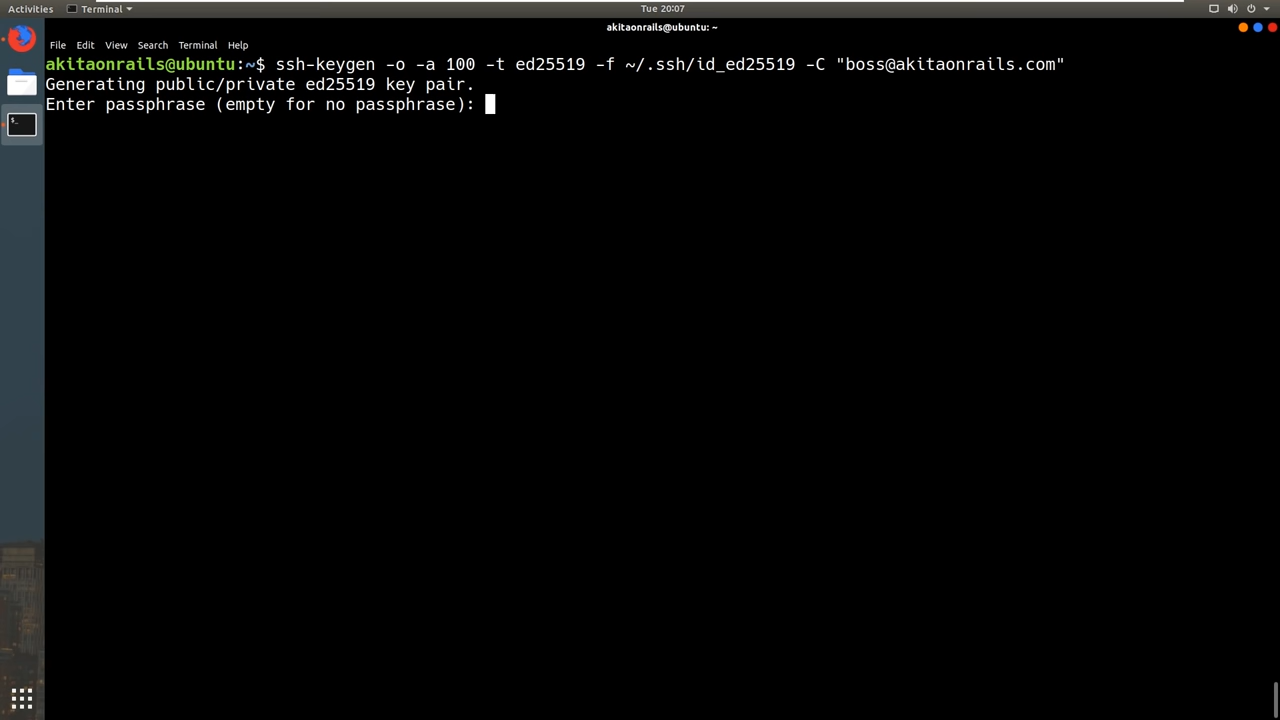 Activities Terminal Tue 20:07
akitaonrails@ubuntu: ~
File Edit View Search Terminal Help
akitaonrails@ubuntu:~$ ssh-keygen -o -a 100 -t ed25519 -f ~/.ssh/id_ed25519 -C "boss@akitaonrails.com"
Generating public/private ed25519 key pair.
Enter passphrase (empty for no passphrase):